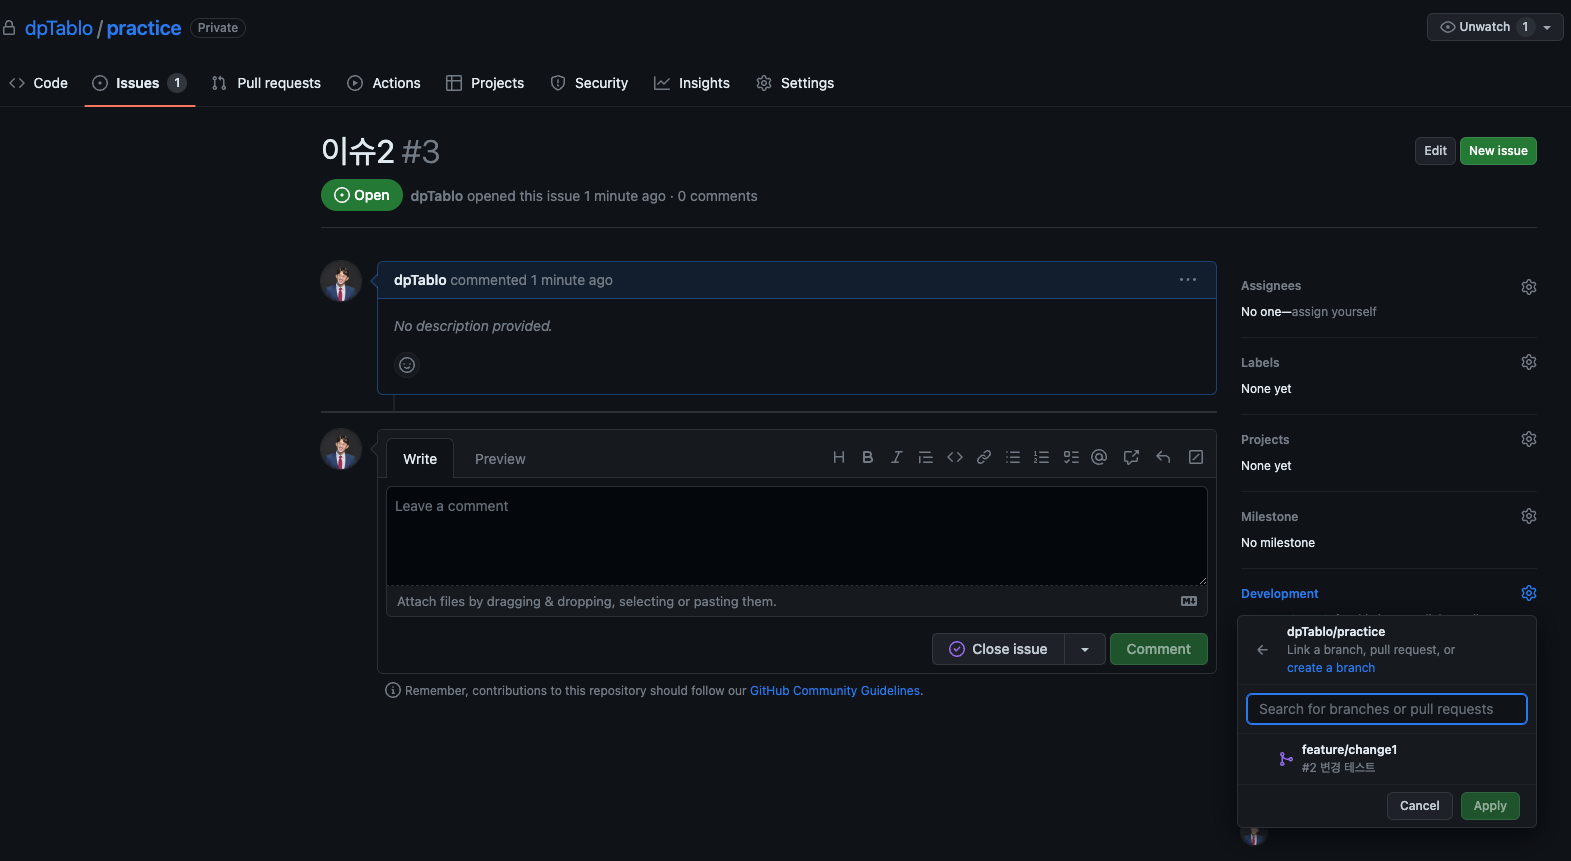 dpTablo / practice Private
Unwatch 1
Code Issues 1 Pull requests Actions Projects Security Insights Settings
이슈2 #3
Edit New issue
Open dpTablo opened this issue 1 minute ago · 0 comments
dpTablo commented 1 minute ago
No description provided.
Assignees
No one—assign yourself
Labels
None yet
Projects
None yet
Milestone
No milestone
Development
Write Preview
Leave a comment
Attach files by dragging & dropping, selecting or pasting them.
Close issue Comment
Remember, contributions to this repository should follow our GitHub Community Guidelines.
dpTablo/practice
Link a branch, pull request, or
create a branch
Search for branches or pull requests
feature/change1
#2 변경 테스트
Cancel Apply